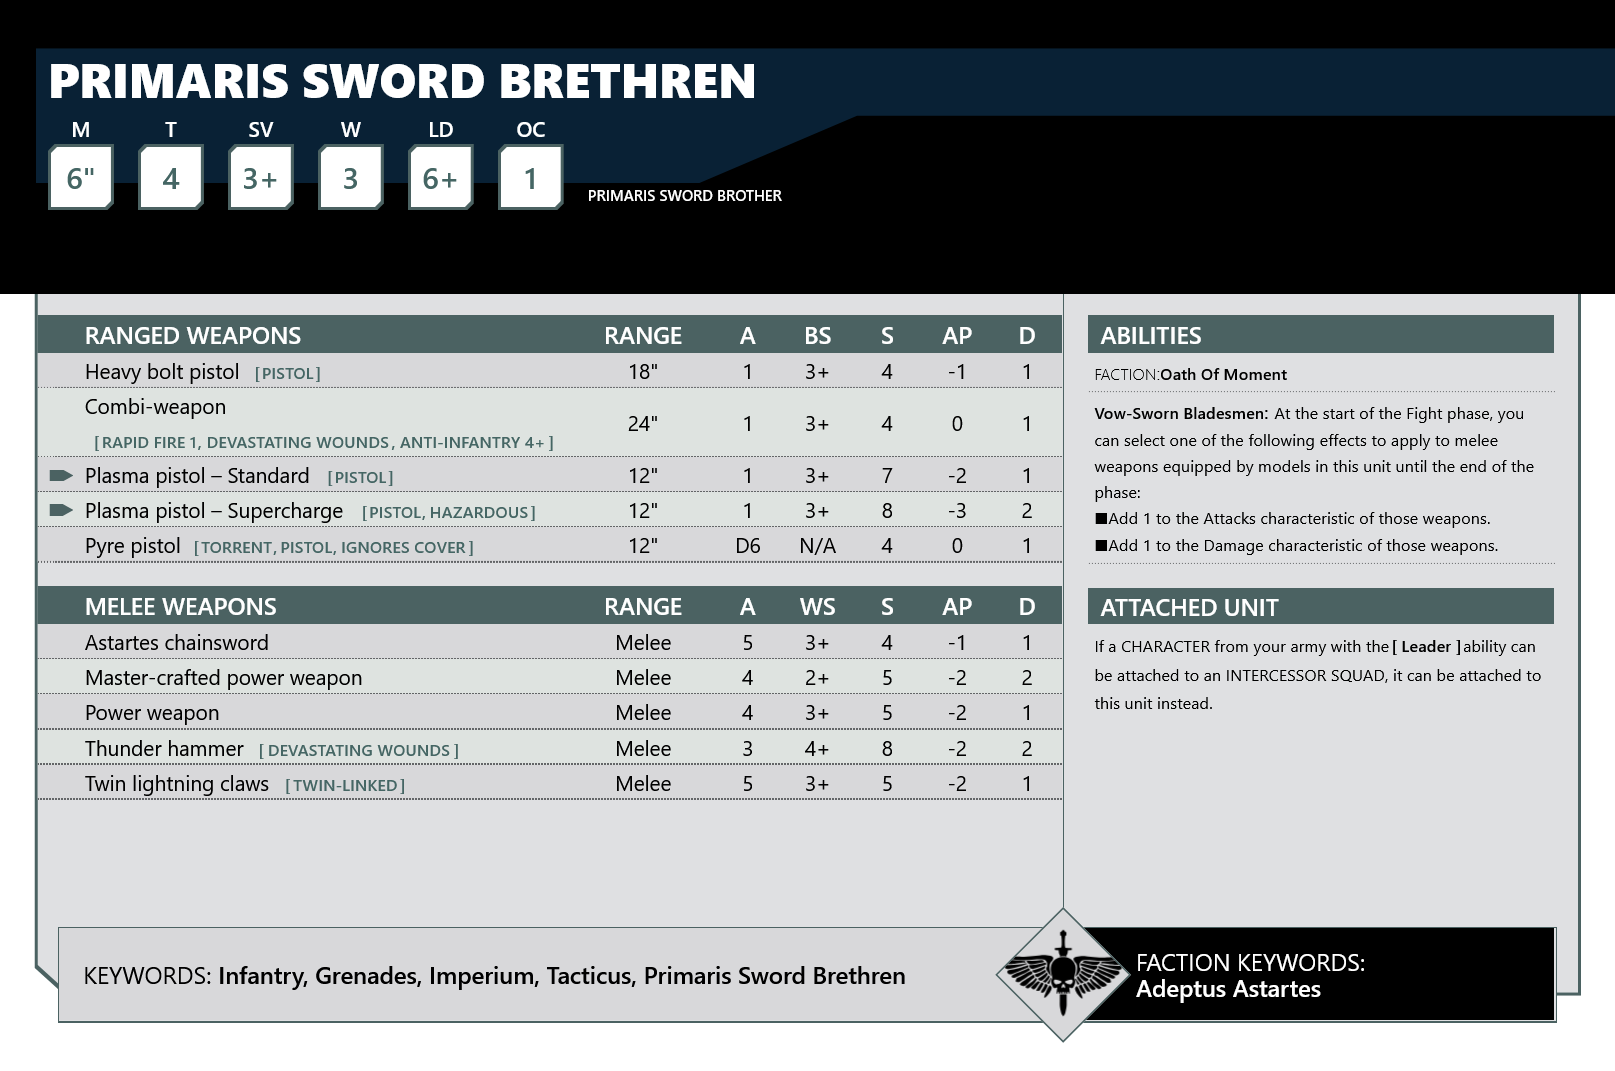 PRIMARIS SWORD BRETHREN
M T SV W LD OC
6" 4 3+ 3 6+ 1
PRIMARIS SWORD BROTHER
RANGED WEAPONS RANGE A BS S AP D
Heavy bolt pistol [PISTOL] 18" 1 3+ 4 -1 1
Combi-weapon
[RAPID FIRE 1, DEVASTATING WOUNDS, ANTI-INFANTRY 4+] 24" 1 3+ 4 0 1
Plasma pistol – Standard [PISTOL] 12" 1 3+ 7 -2 1
Plasma pistol – Supercharge [PISTOL, HAZARDOUS] 12" 1 3+ 8 -3 2
Pyre pistol [TORRENT, PISTOL, IGNORES COVER] 12" D6 N/A 4 0 1
MELEE WEAPONS RANGE A WS S AP D
Astartes chainsword Melee 5 3+ 4 -1 1
Master-crafted power weapon Melee 4 2+ 5 -2 2
Power weapon Melee 4 3+ 5 -2 1
Thunder hammer [DEVASTATING WOUNDS] Melee 3 4+ 8 -2 2
Twin lightning claws [TWIN-LINKED] Melee 5 3+ 5 -2 1
ABILITIES
FACTION:Oath Of Moment
Vow-Sworn Bladesmen: At the start of the Fight phase, you
can select one of the following effects to apply to melee
weapons equipped by models in this unit until the end of the
phase:
■Add 1 to the Attacks characteristic of those weapons.
■Add 1 to the Damage characteristic of those weapons.
ATTACHED UNIT
If a CHARACTER from your army with the [ Leader ] ability can
be attached to an INTERCESSOR SQUAD, it can be attached to
this unit instead.
KEYWORDS: Infantry, Grenades, Imperium, Tacticus, Primaris Sword Brethren
FACTION KEYWORDS:
Adeptus Astartes